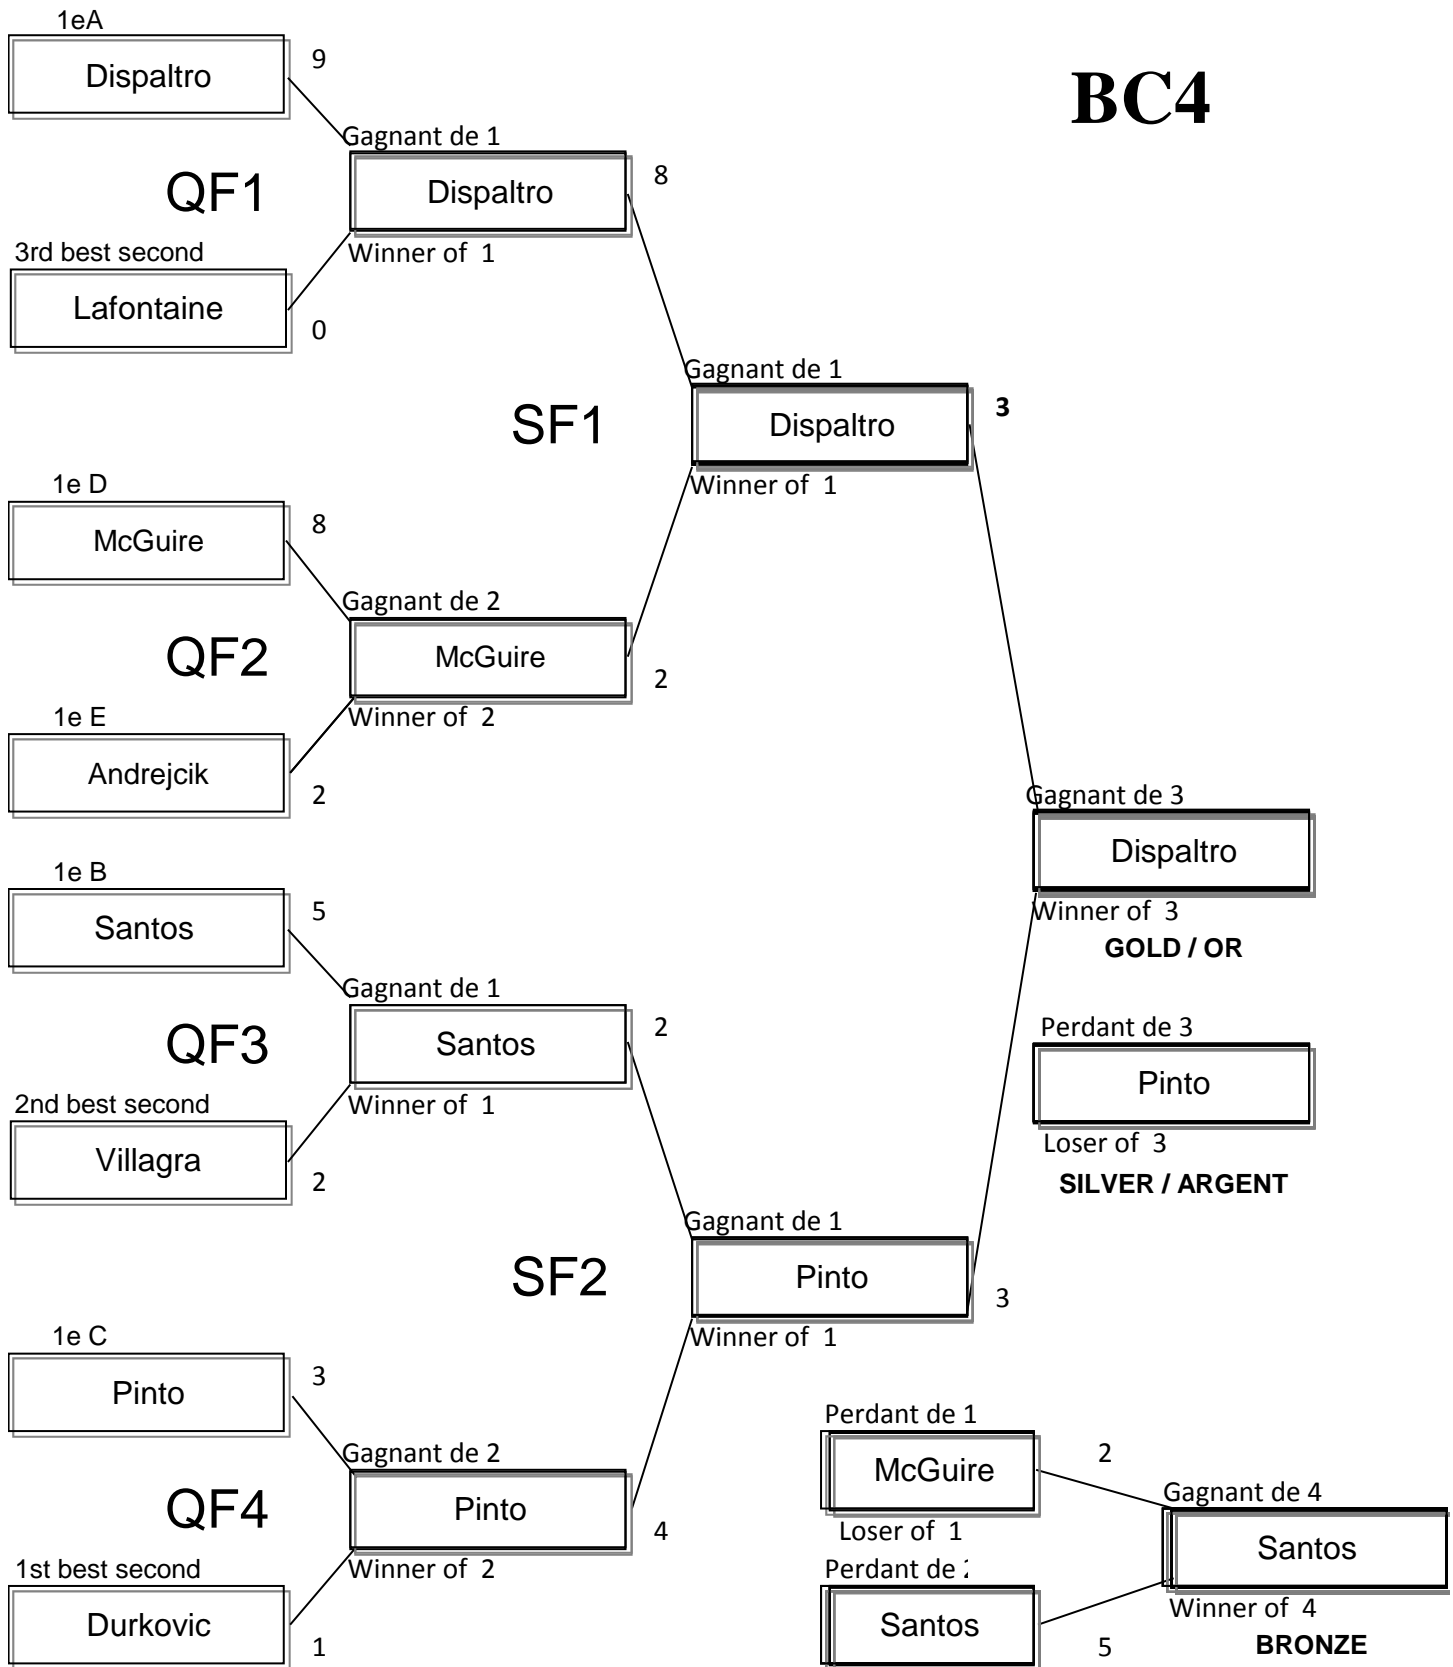 1eA
Dispaltro
9
BC4
Gagnant de 1
Dispaltro
8
QF1
Winner of 1
3rd best second
Lafontaine
0
Gagnant de 1
Dispaltro
3
SF1
Winner of 1
1e D
McGuire
8
Gagnant de 2
McGuire
2
QF2
Winner of 2
1e E
Andrejcik
2
Gagnant de 3
Dispaltro
Winner of 3
GOLD / OR
1e B
Santos
5
Gagnant de 1
Santos
2
QF3
Winner of 1
Perdant de 3
Pinto
Loser of 3
SILVER / ARGENT
2nd best second
Villagra
2
Gagnant de 1
Pinto
3
SF2
Winner of 1
1e C
Pinto
3
Gagnant de 2
Pinto
4
QF4
Winner of 2
1st best second
Durkovic
1
Perdant de 1
McGuire
2
Loser of 1
Gagnant de 4
Santos
Winner of 4
BRONZE
Perdant de
Santos
5